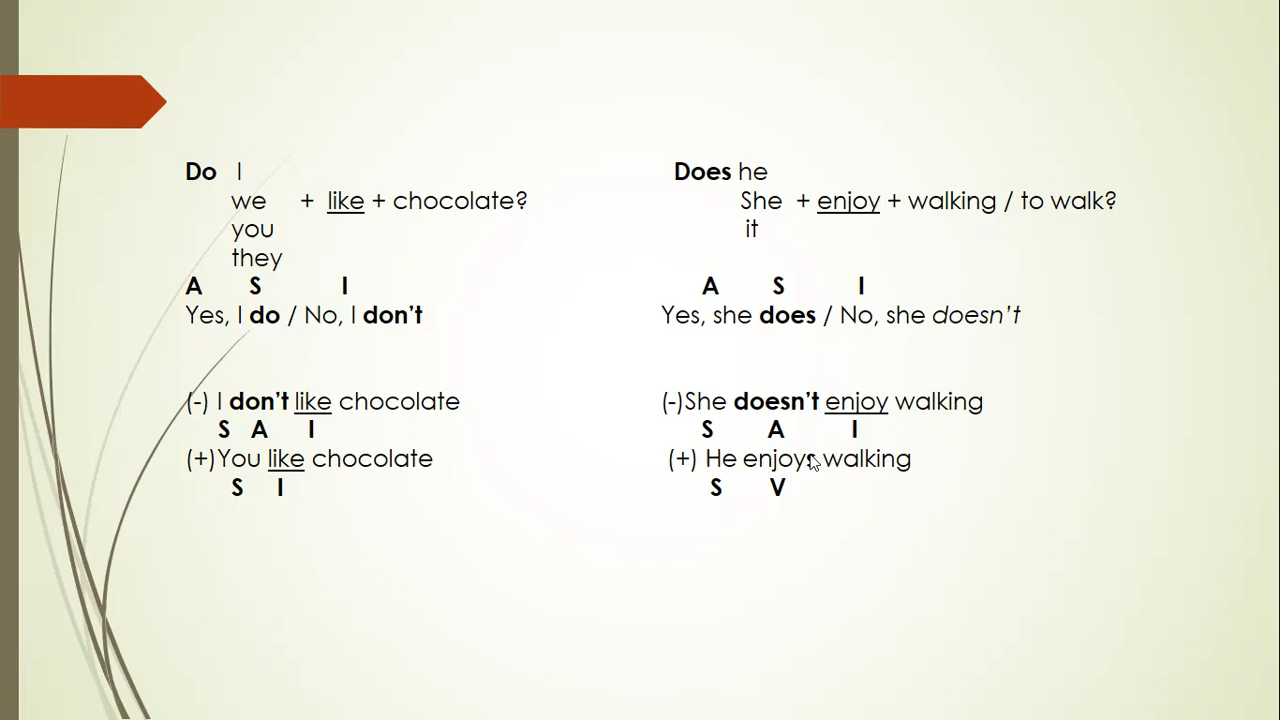 Do I
we + like + chocolate?
you
they
A S I
Yes, I do / No, I don't
(-) I don't like chocolate
S A I
(+)You like chocolate
S I
Does he
She + enjoy + walking / to walk?
it
A S I
Yes, she does / No, she doesn't
(-)She doesn't enjoy walking
S A I
(+) He enjoys walking
S V